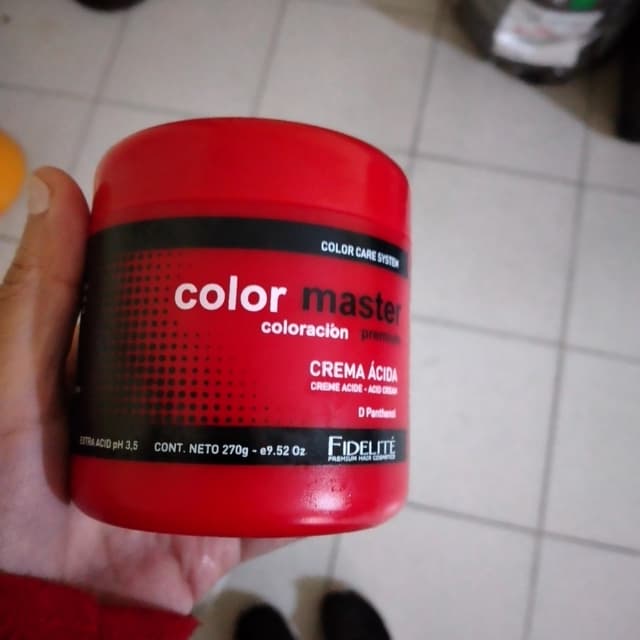 COLOR CARE SYSTEM
color master
coloración premium
CREMA ÁCIDA
CREME ACIDE - ACID CREAM
D Panthenol
EXTRA ACID pH 3,5 CONT. NETO 270g - e9.52 Oz
FIDELITÉ
PREMIUM HAIR COSMETICS